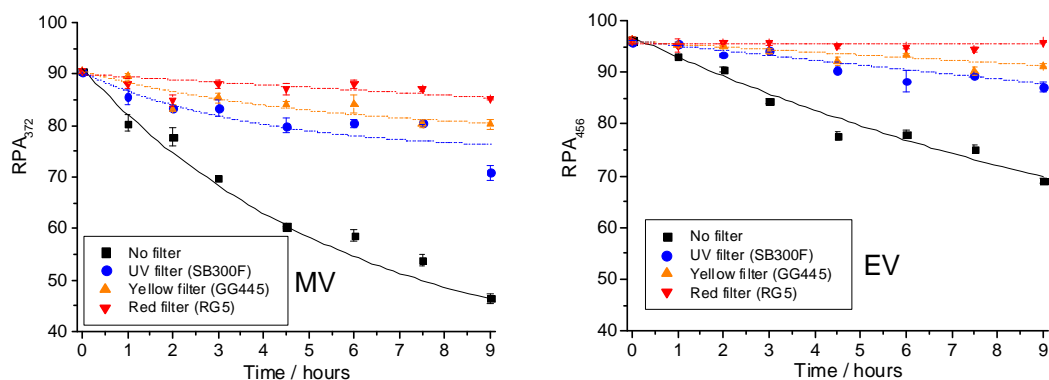 100
90
80
70
60
50
40
RPA372
No filter
UV filter (SB300F)
Yellow filter (GG445)
Red filter (RG5)
MV
0 1 2 3 4 5 6 7 8 9
Time / hours
100
90
80
70
60
50
40
RPA456
No filter
UV filter (SB300F)
Yellow filter (GG445)
Red filter (RG5)
EV
0 1 2 3 4 5 6 7 8 9
Time / hours